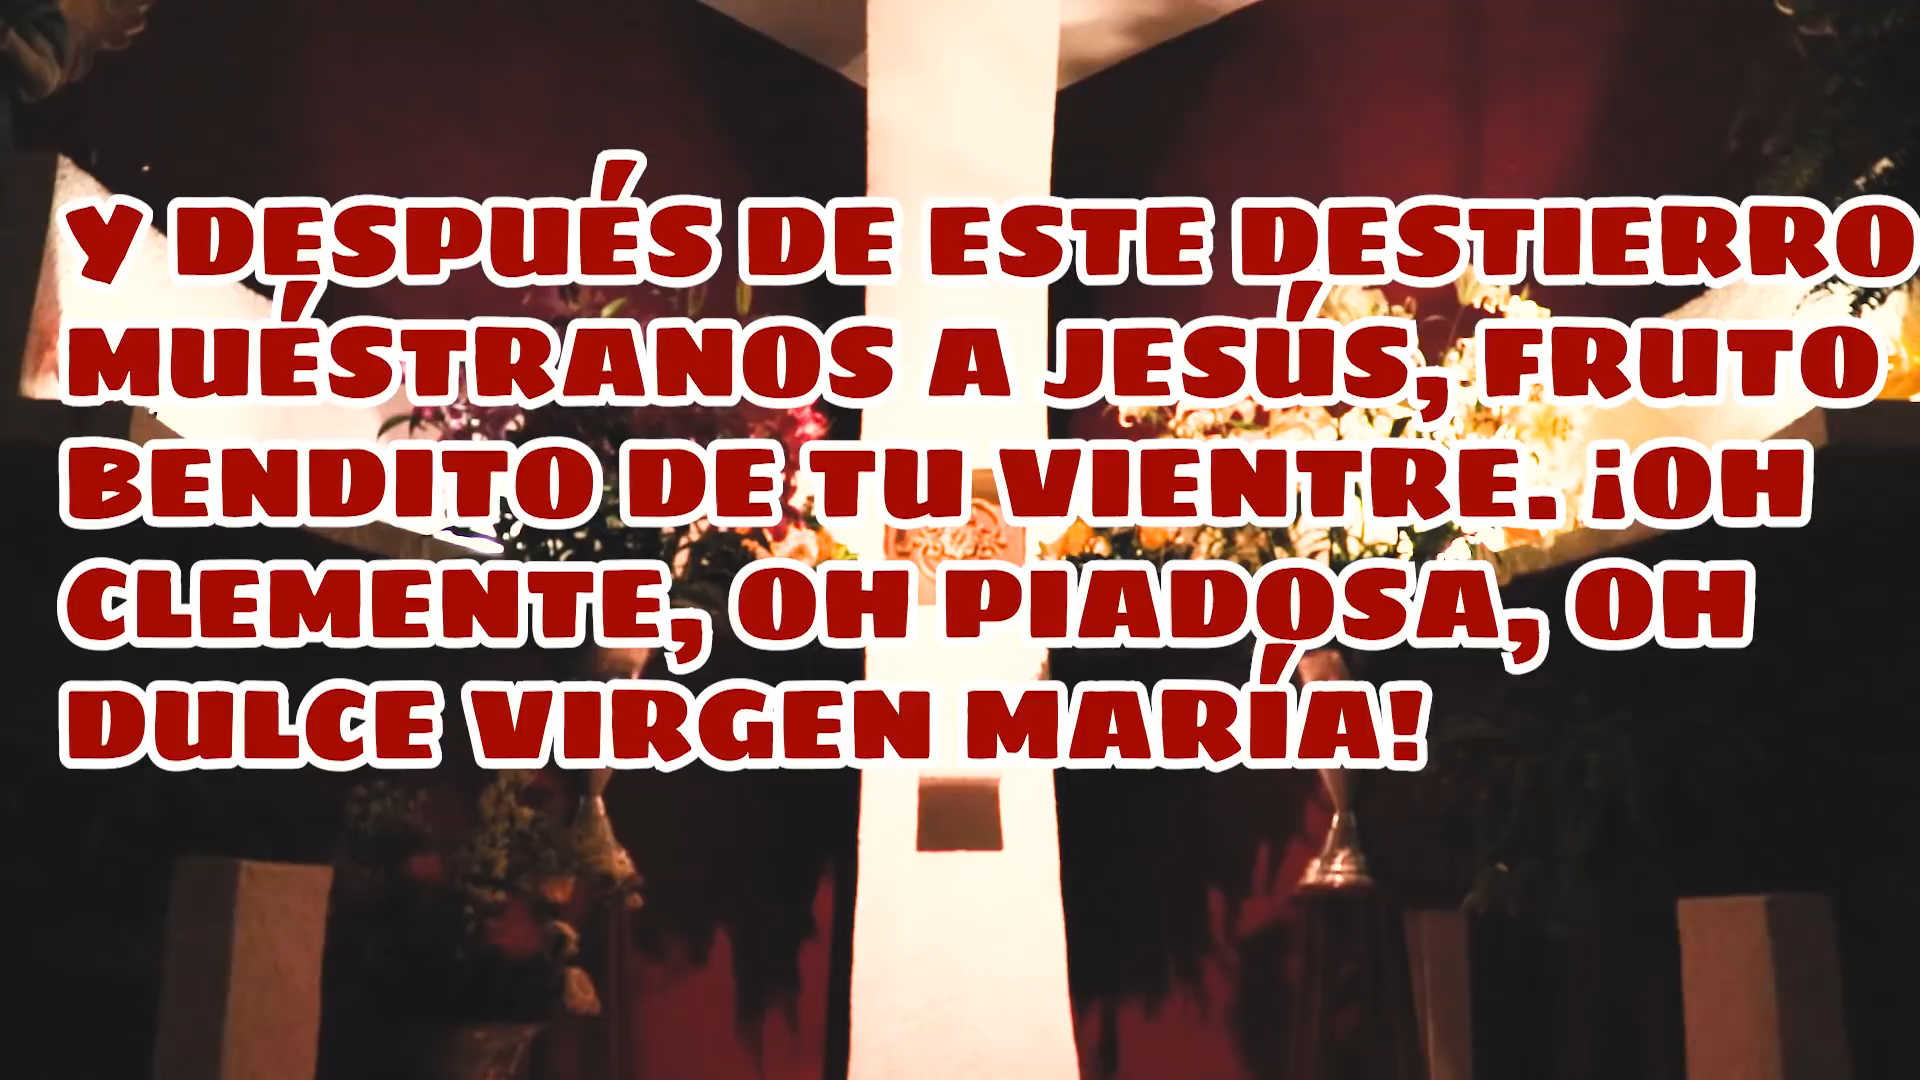 Y DESPUÉS DE ESTE DESTIERRO
MUÉSTRANOS A JESÚS, FRUTO
BENDITO DE TU VIENTRE. ¡OH
CLEMENTE, OH PIADOSA, OH
DULCE VIRGEN MARÍA!